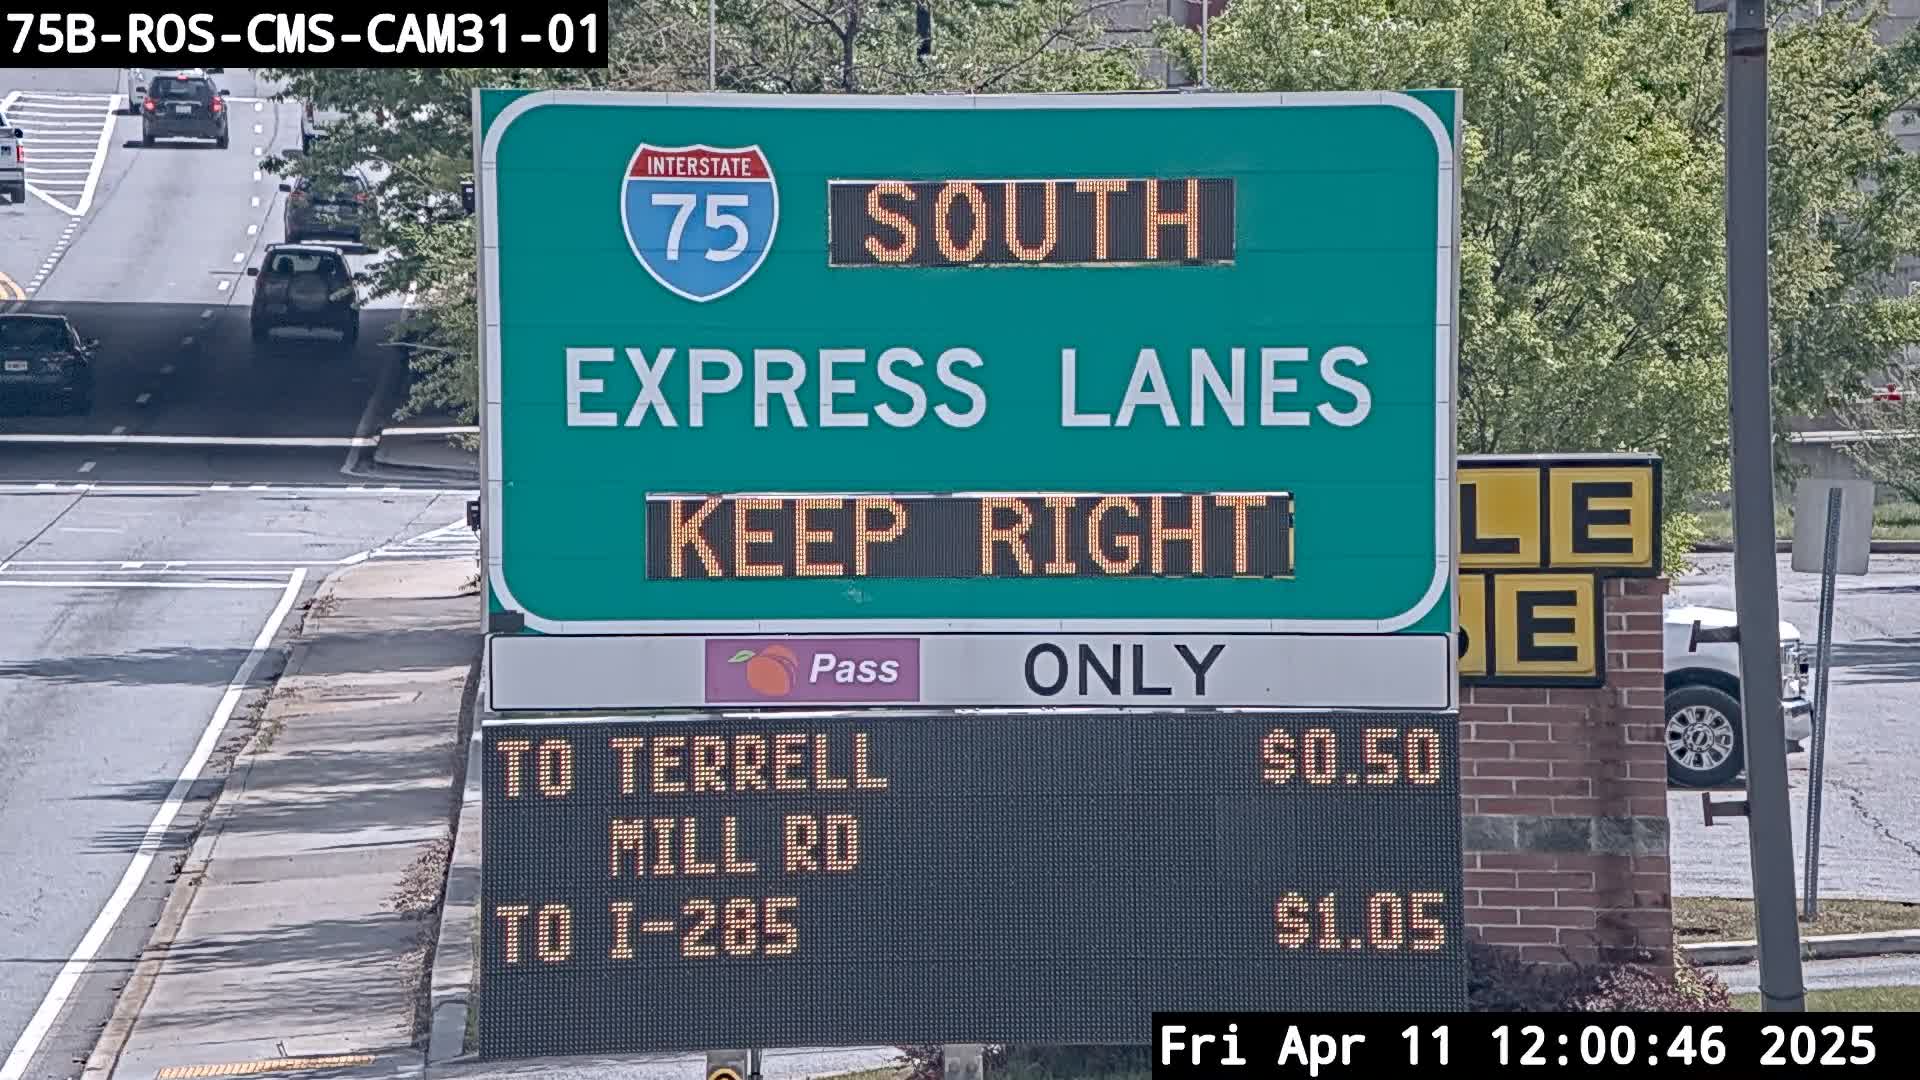 75B-ROS-CMS-CAM31-01
INTERSTATE
75
SOUTH
EXPRESS LANES
KEEP RIGHT
Pass ONLY
TO TERRELL $0.50
MILL RD
TO I-285 $1.05
LE
E
Fri Apr 11 12:00:46 2025